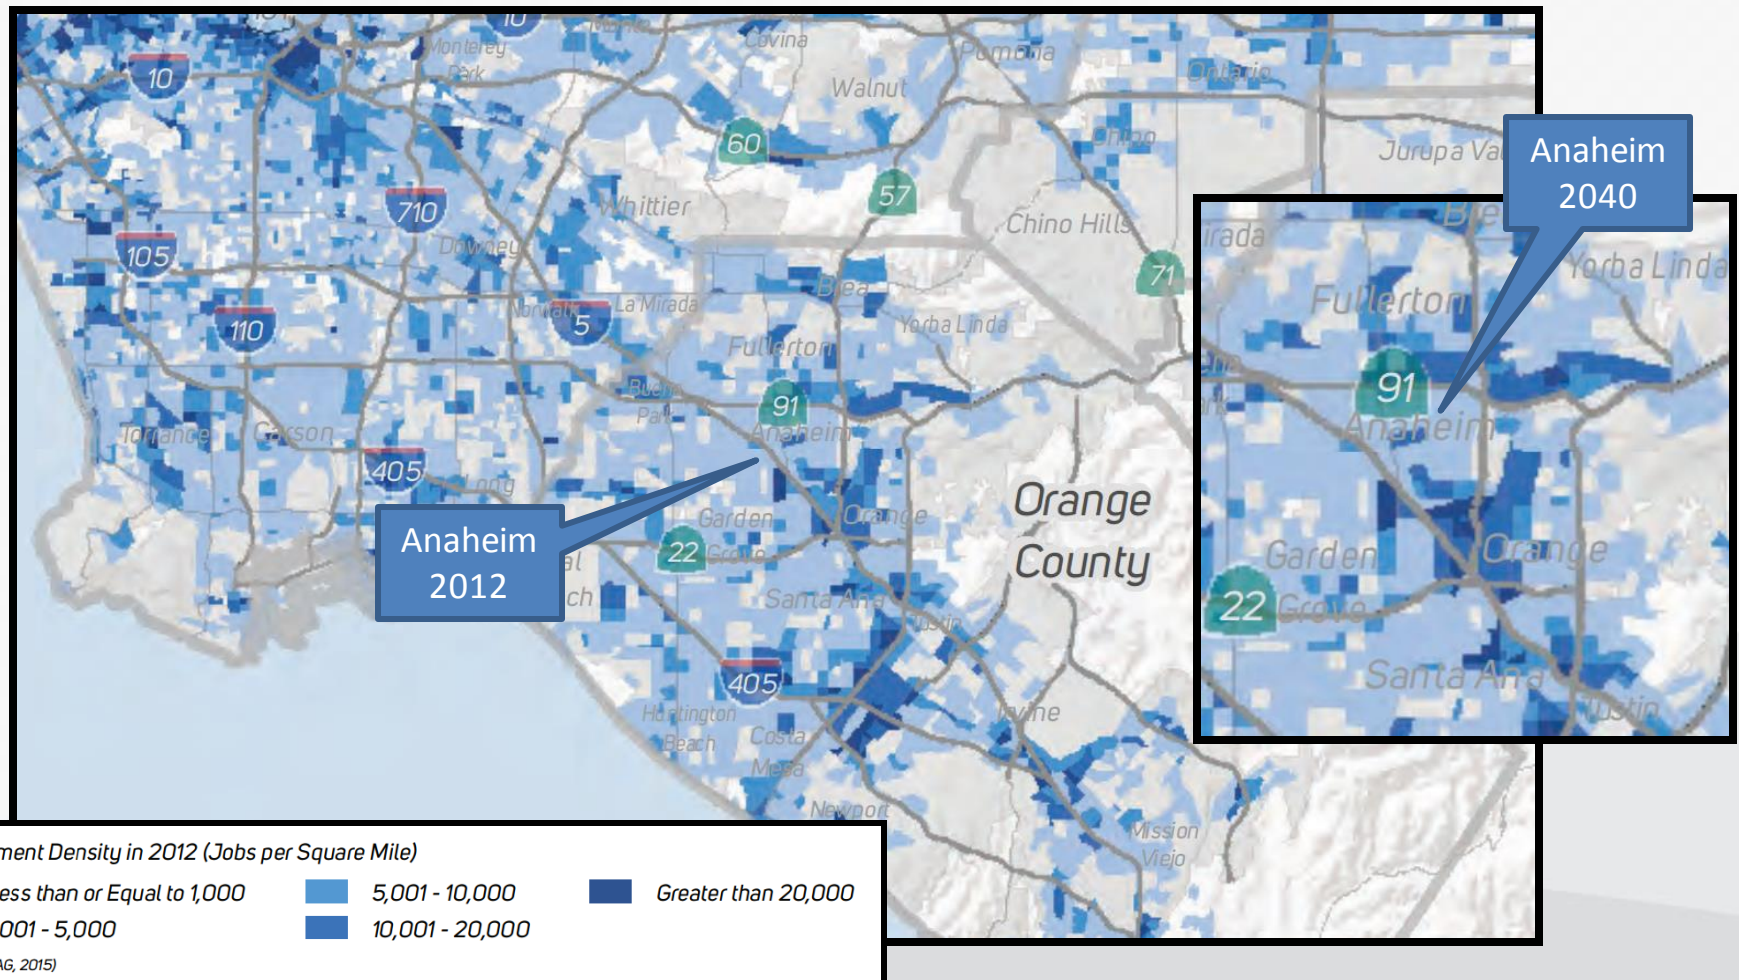 10
10
Monterey
Park
Covina
Pomona
Walnut
Ontario
60
Chino
Jurupa Va
Anaheim
2040
57
710
Whittier
Chino Hills
105
Downey
71
110
5
La Mirada
Brea
Yorba Linda
Fullerton
Buena
Park
91
Anaheim
Torrance
Carson
405
Long
Anaheim
2012
Garden
Grove
22
Orange
Orange
County
al
ch
Santa Ana
Tustin
405
Huntington
Beach
Costa
Mesa
Irvine
Newport
Mission
Viejo
Bre
irada
Yorba Linda
Fullerton
91
Anaheim
Garden
Grove
22
Orange
Santa Ana
Tustin
ment Density in 2012 (Jobs per Square Mile)
ess than or Equal to 1,000
5,001 - 10,000
Greater than 20,000
001 - 5,000
10,001 - 20,000
AG, 2015)